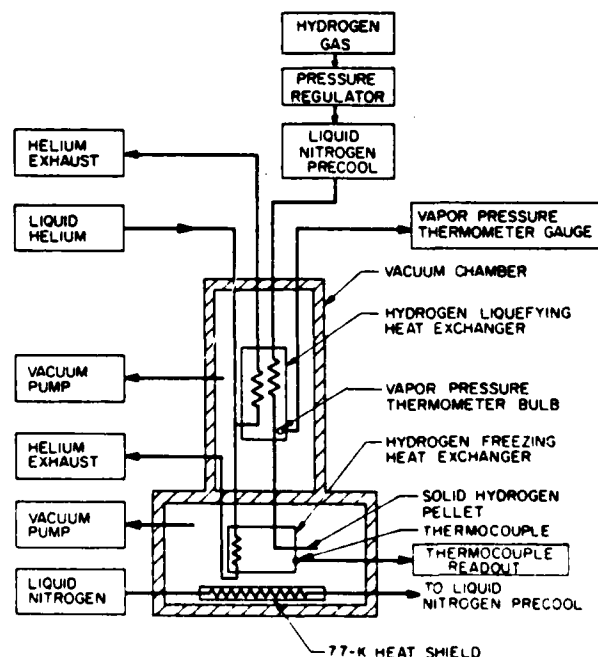 HYDROGEN
GAS
PRESSURE
REGULATOR
LIQUID
NITROGEN
PRECOOL
HELIUM
EXHAUST
LIQUID
HELIUM
VAPOR PRESSURE
THERMOMETER GAUGE
VACUUM CHAMBER
HYDROGEN LIQUEFYING
HEAT EXCHANGER
VACUUM
PUMP
VAPOR PRESSURE
THERMOMETER BULB
HELIUM
EXHAUST
HYDROGEN FREEZING
HEAT EXCHANGER
SOLID HYDROGEN
PELLET
VACUUM
PUMP
THERMOCOUPLE
THERMOCOUPLE
READOUT
LIQUID
NITROGEN
TO LIQUID
NITROGEN PRECOOL
77-K HEAT SHIELD